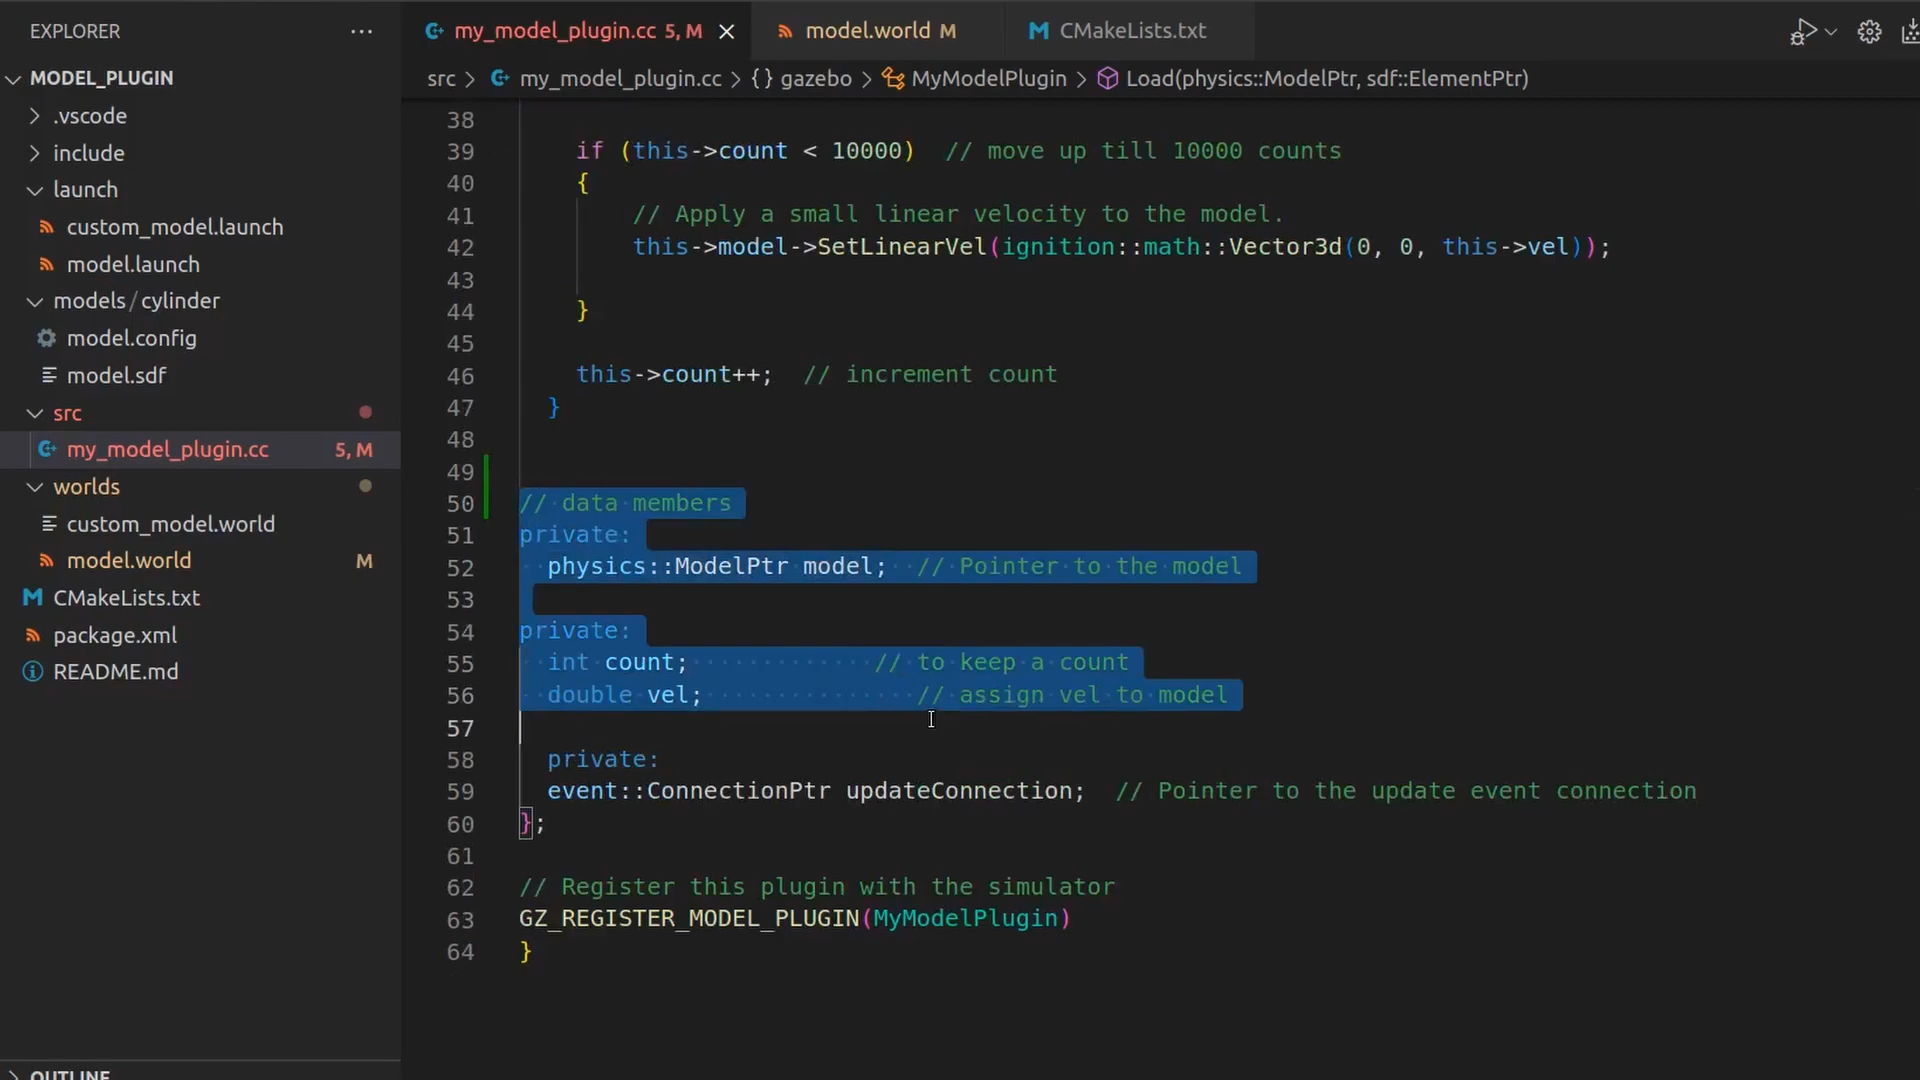 EXPLORER
MODEL_PLUGIN
.vscode
include
launch
custom_model.launch
model.launch
models/cylinder
model.config
model.sdf
src
my_model_plugin.cc 5, M
worlds
custom_model.world
model.world M
CMakeLists.txt
package.xml
README.md
OUTLINE
my_model_plugin.cc 5, M
model.world M
CMakeLists.txt
src > my_model_plugin.cc > {} gazebo > MyModelPlugin > Load(physics::ModelPtr, sdf::ElementPtr)
38
39 if (this->count < 10000) // move up till 10000 counts
40 {
41 // Apply a small linear velocity to the model.
42 this->model->SetLinearVel(ignition::math::Vector3d(0, 0, this->vel));
43
44 }
45
46 this->count++; // increment count
47 }
48
49
50 // data members
51 private:
52 physics::ModelPtr model; // Pointer to the model
53
54 private:
55 int count; // to keep a count
56 double vel; // assign vel to model
57
58 private:
59 event::ConnectionPtr updateConnection; // Pointer to the update event connection
60 };
61
62 // Register this plugin with the simulator
63 GZ_REGISTER_MODEL_PLUGIN(MyModelPlugin)
64 }